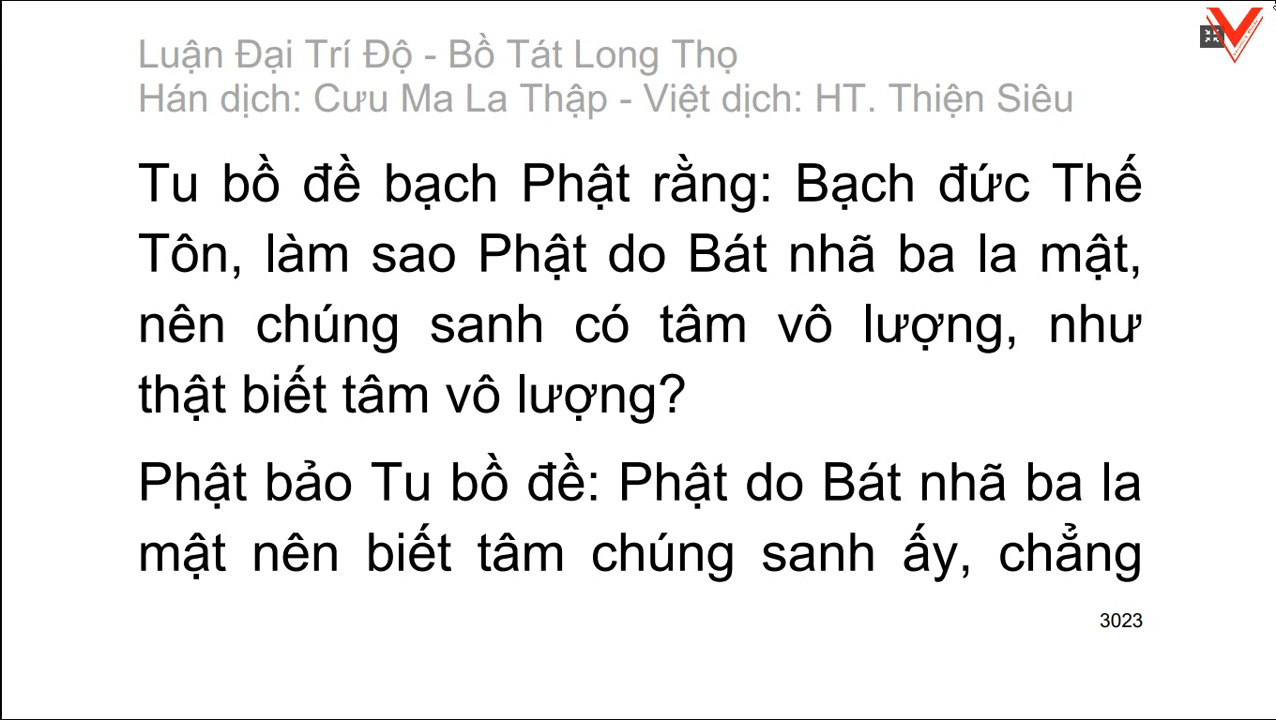 Luận Đại Trí Độ - Bồ Tát Long Thọ
Hán dịch: Cưu Ma La Thập - Việt dịch: HT. Thiện Siêu
Tu bồ đề bạch Phật rằng: Bạch đức Thế
Tôn, làm sao Phật do Bát nhã ba la mật,
nên chúng sanh có tâm vô lượng, như
thật biết tâm vô lượng?
Phật bảo Tu bồ đề: Phật do Bát nhã ba la
mật nên biết tâm chúng sanh ấy, chẳng
3023